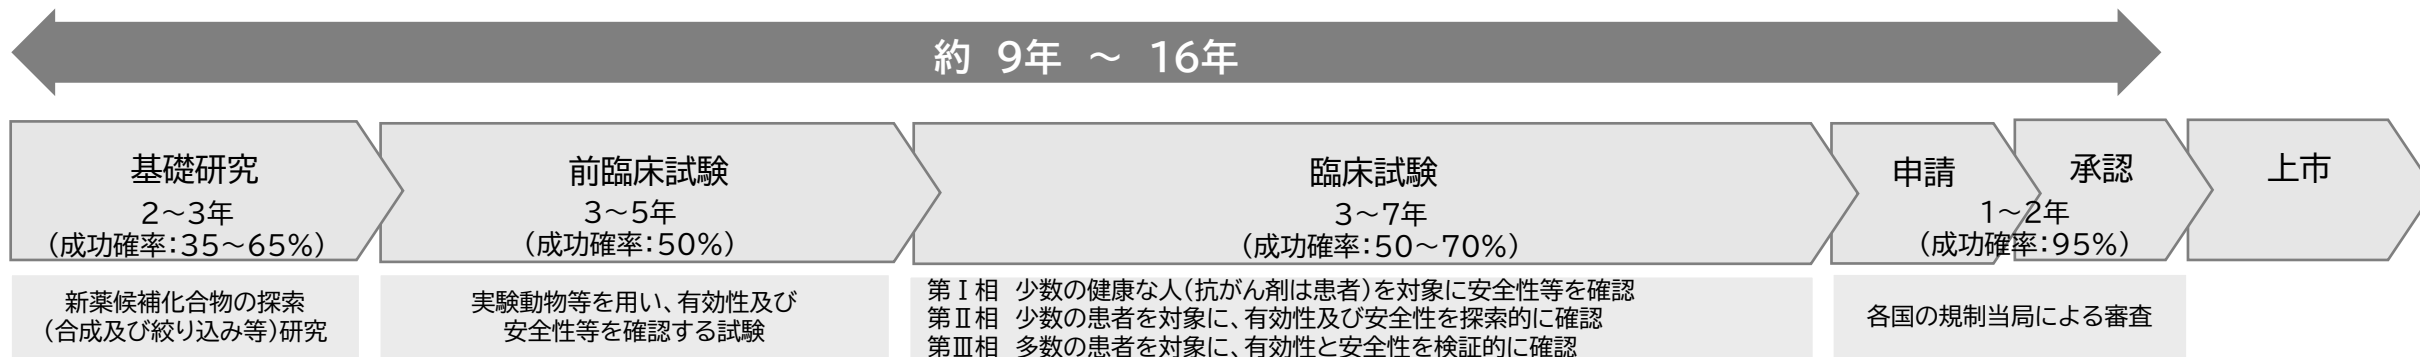 約 9年 ～ 16年
基礎研究
2～3年
（成功確率：35～65%）
前臨床試験
3～5年
（成功確率：50%）
臨床試験
3～7年
（成功確率：50～70%）
申請
承認
1～2年
（成功確率：95%）
上市
新薬候補化合物の探索
（合成及び絞り込み等）研究
実験動物等を用い、有効性及び
安全性等を確認する試験
第Ⅰ相 少数の健康な人（抗がん剤は患者）を対象に安全性等を確認
第Ⅱ相 少数の患者を対象に、有効性及び安全性を探索的に確認
第Ⅲ相 多数の患者を対象に、有効性と安全性を検証的に確認
各国の規制当局による審査